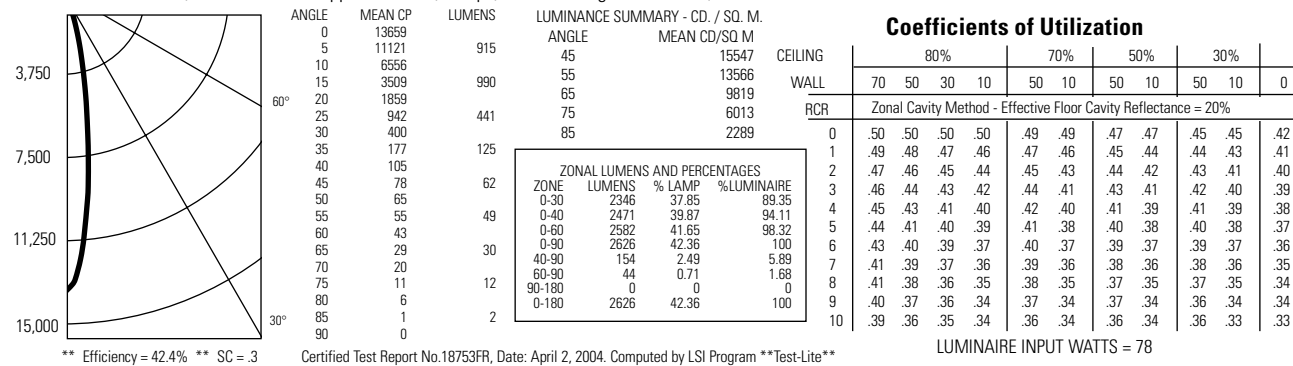 3,750
7,500
11,250
15,000
60°
30°
** Efficiency = 42.4% ** SC = .3
ANGLE MEAN CP LUMENS
0 13659
5 11121 915
10 6556
15 3509 990
20 1859
25 942 441
30 400
35 177 125
40 105
45 78 62
50 65
55 55 49
60 43
65 29 30
70 20
75 11 12
80 6
85 1 2
90 0
LUMINANCE SUMMARY - CD. / SQ. M.
ANGLE MEAN CD/SQ M
45 15547
55 13566
65 9819
75 6013
85 2289
ZONAL LUMENS AND PERCENTAGES
ZONE LUMENS % LAMP %LUMINAIRE
0-30 2346 37.85 89.35
0-40 2471 39.87 94.11
0-60 2582 41.65 98.32
0-90 2626 42.36 100
40-90 154 2.49 5.89
60-90 44 0.71 1.68
90-180 0 0 0
0-180 2626 42.36 100
Certified Test Report No.18753FR, Date: April 2, 2004. Computed by LSI Program **Test-Lite**
Coefficients of Utilization
CEILING 80% 70% 50% 30%
WALL 70 50 30 10 50 10 50 10 50 10 0
RCR Zonal Cavity Method - Effective Floor Cavity Reflectance = 20%
0 .50 .50 .50 .50 .49 .49 .47 .47 .45 .45 .42
1 .49 .48 .47 .46 .47 .46 .45 .44 .44 .43 .41
2 .47 .46 .45 .44 .45 .43 .44 .42 .43 .41 .40
3 .46 .44 .43 .42 .44 .41 .43 .41 .42 .40 .39
4 .45 .43 .41 .40 .42 .40 .41 .39 .41 .39 .38
5 .44 .41 .40 .39 .41 .38 .40 .38 .40 .38 .37
6 .43 .40 .39 .37 .40 .37 .39 .37 .39 .37 .36
7 .41 .39 .37 .36 .39 .36 .38 .36 .38 .36 .35
8 .41 .38 .36 .35 .38 .35 .37 .35 .37 .35 .34
9 .40 .37 .36 .34 .37 .34 .37 .34 .36 .34 .34
10 .39 .36 .35 .34 .36 .34 .36 .34 .36 .33 .33
LUMINAIRE INPUT WATTS = 78